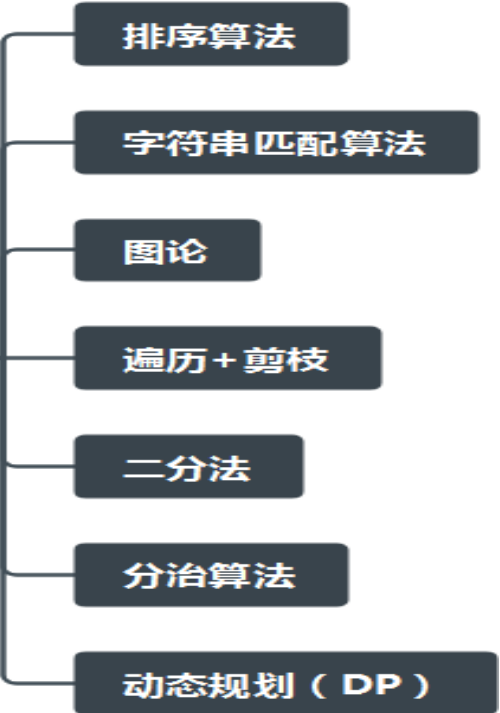 排序算法
字符串匹配算法
图论
遍历+剪枝
二分法
分治算法
动态规划（DP）